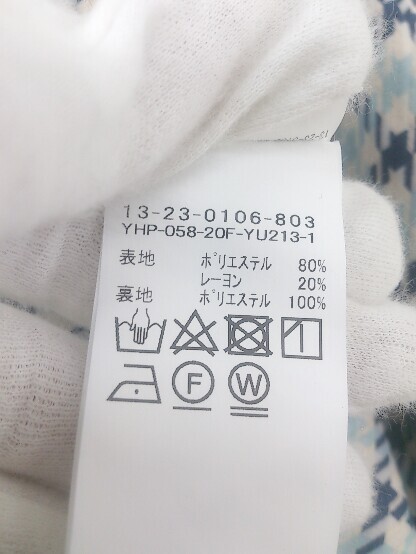 13-23-0106-803
YHP-058-20F-YU213-1
表地 ポリエステル 80%
レーヨン 20%
裏地 ポリエステル 100%
F W